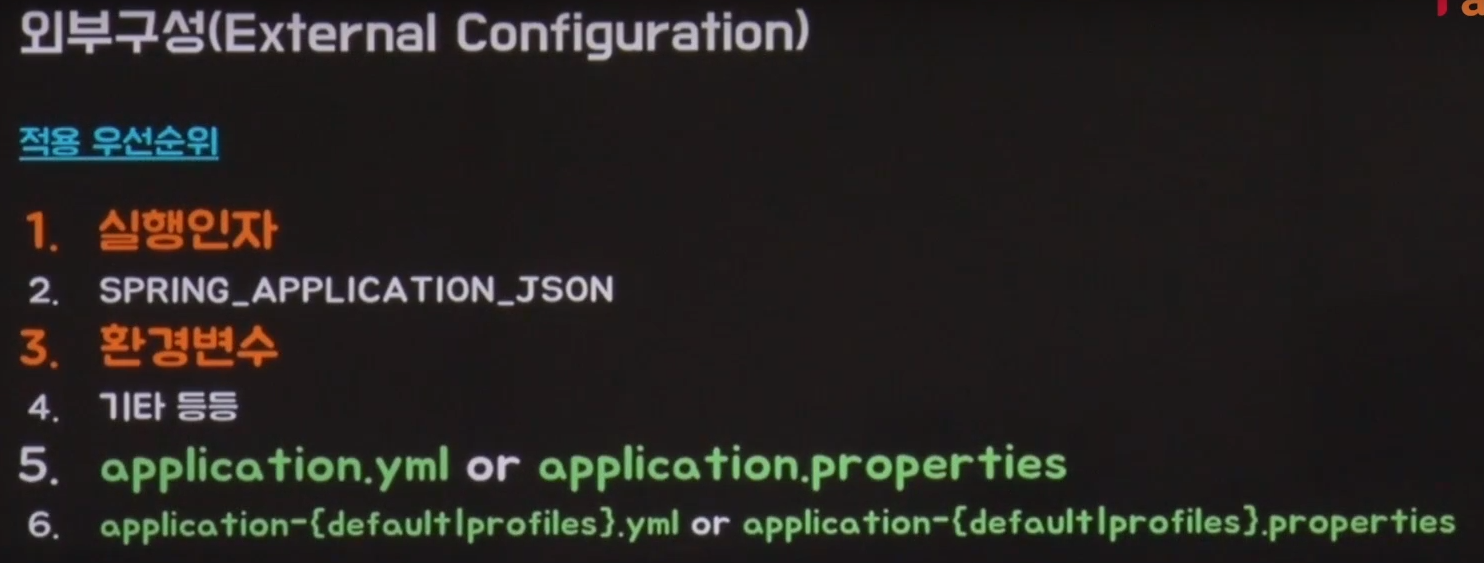 외부구성(External Configuration)
적용 우선순위
1. 실행인자
2. SPRING_APPLICATION_JSON
3. 환경변수
4. 기타 등등
5. application.yml or application.properties
6. application-{default|profiles}.yml or application-{default|profiles}.properties